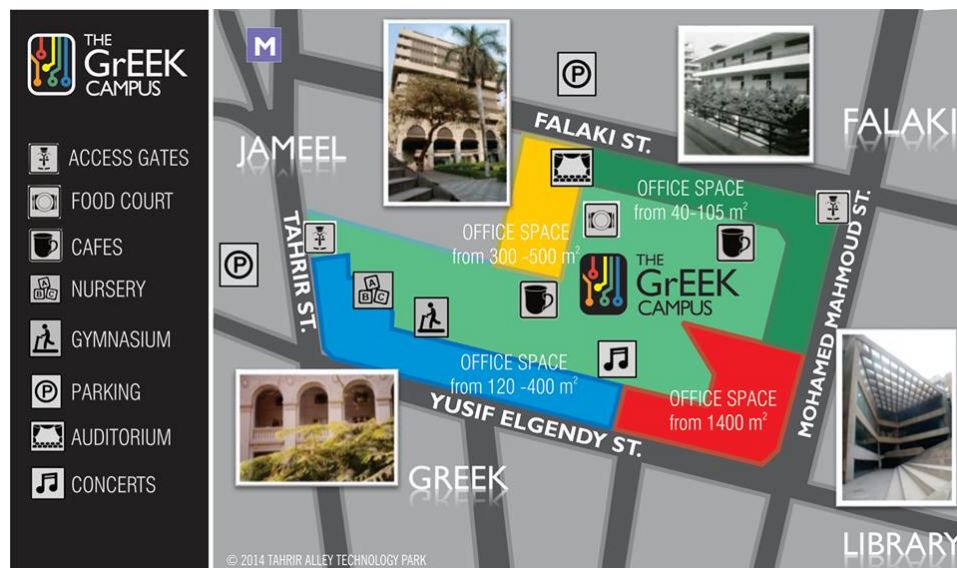 THE
GrEEK
CAMPUS
ACCESS GATES
FOOD COURT
CAFES
NURSERY
GYMNASIUM
PARKING
AUDITORIUM
CONCERTS
M
P
FALAKI ST.
FALAKI
JAMEEL
TAHRIR ST.
P
OFFICE SPACE
from 40-105 m²
OFFICE SPACE
from 300 -500 m²
MOHAMED MAHMOUD ST.
THE
GrEEK
CAMPUS
A
B C
OFFICE SPACE
from 120 -400 m²
OFFICE SPACE
from 1400 m²
YUSIF ELGENDY ST.
GREEK
LIBRARY
© 2014 TAHRIR ALLEY TECHNOLOGY PARK